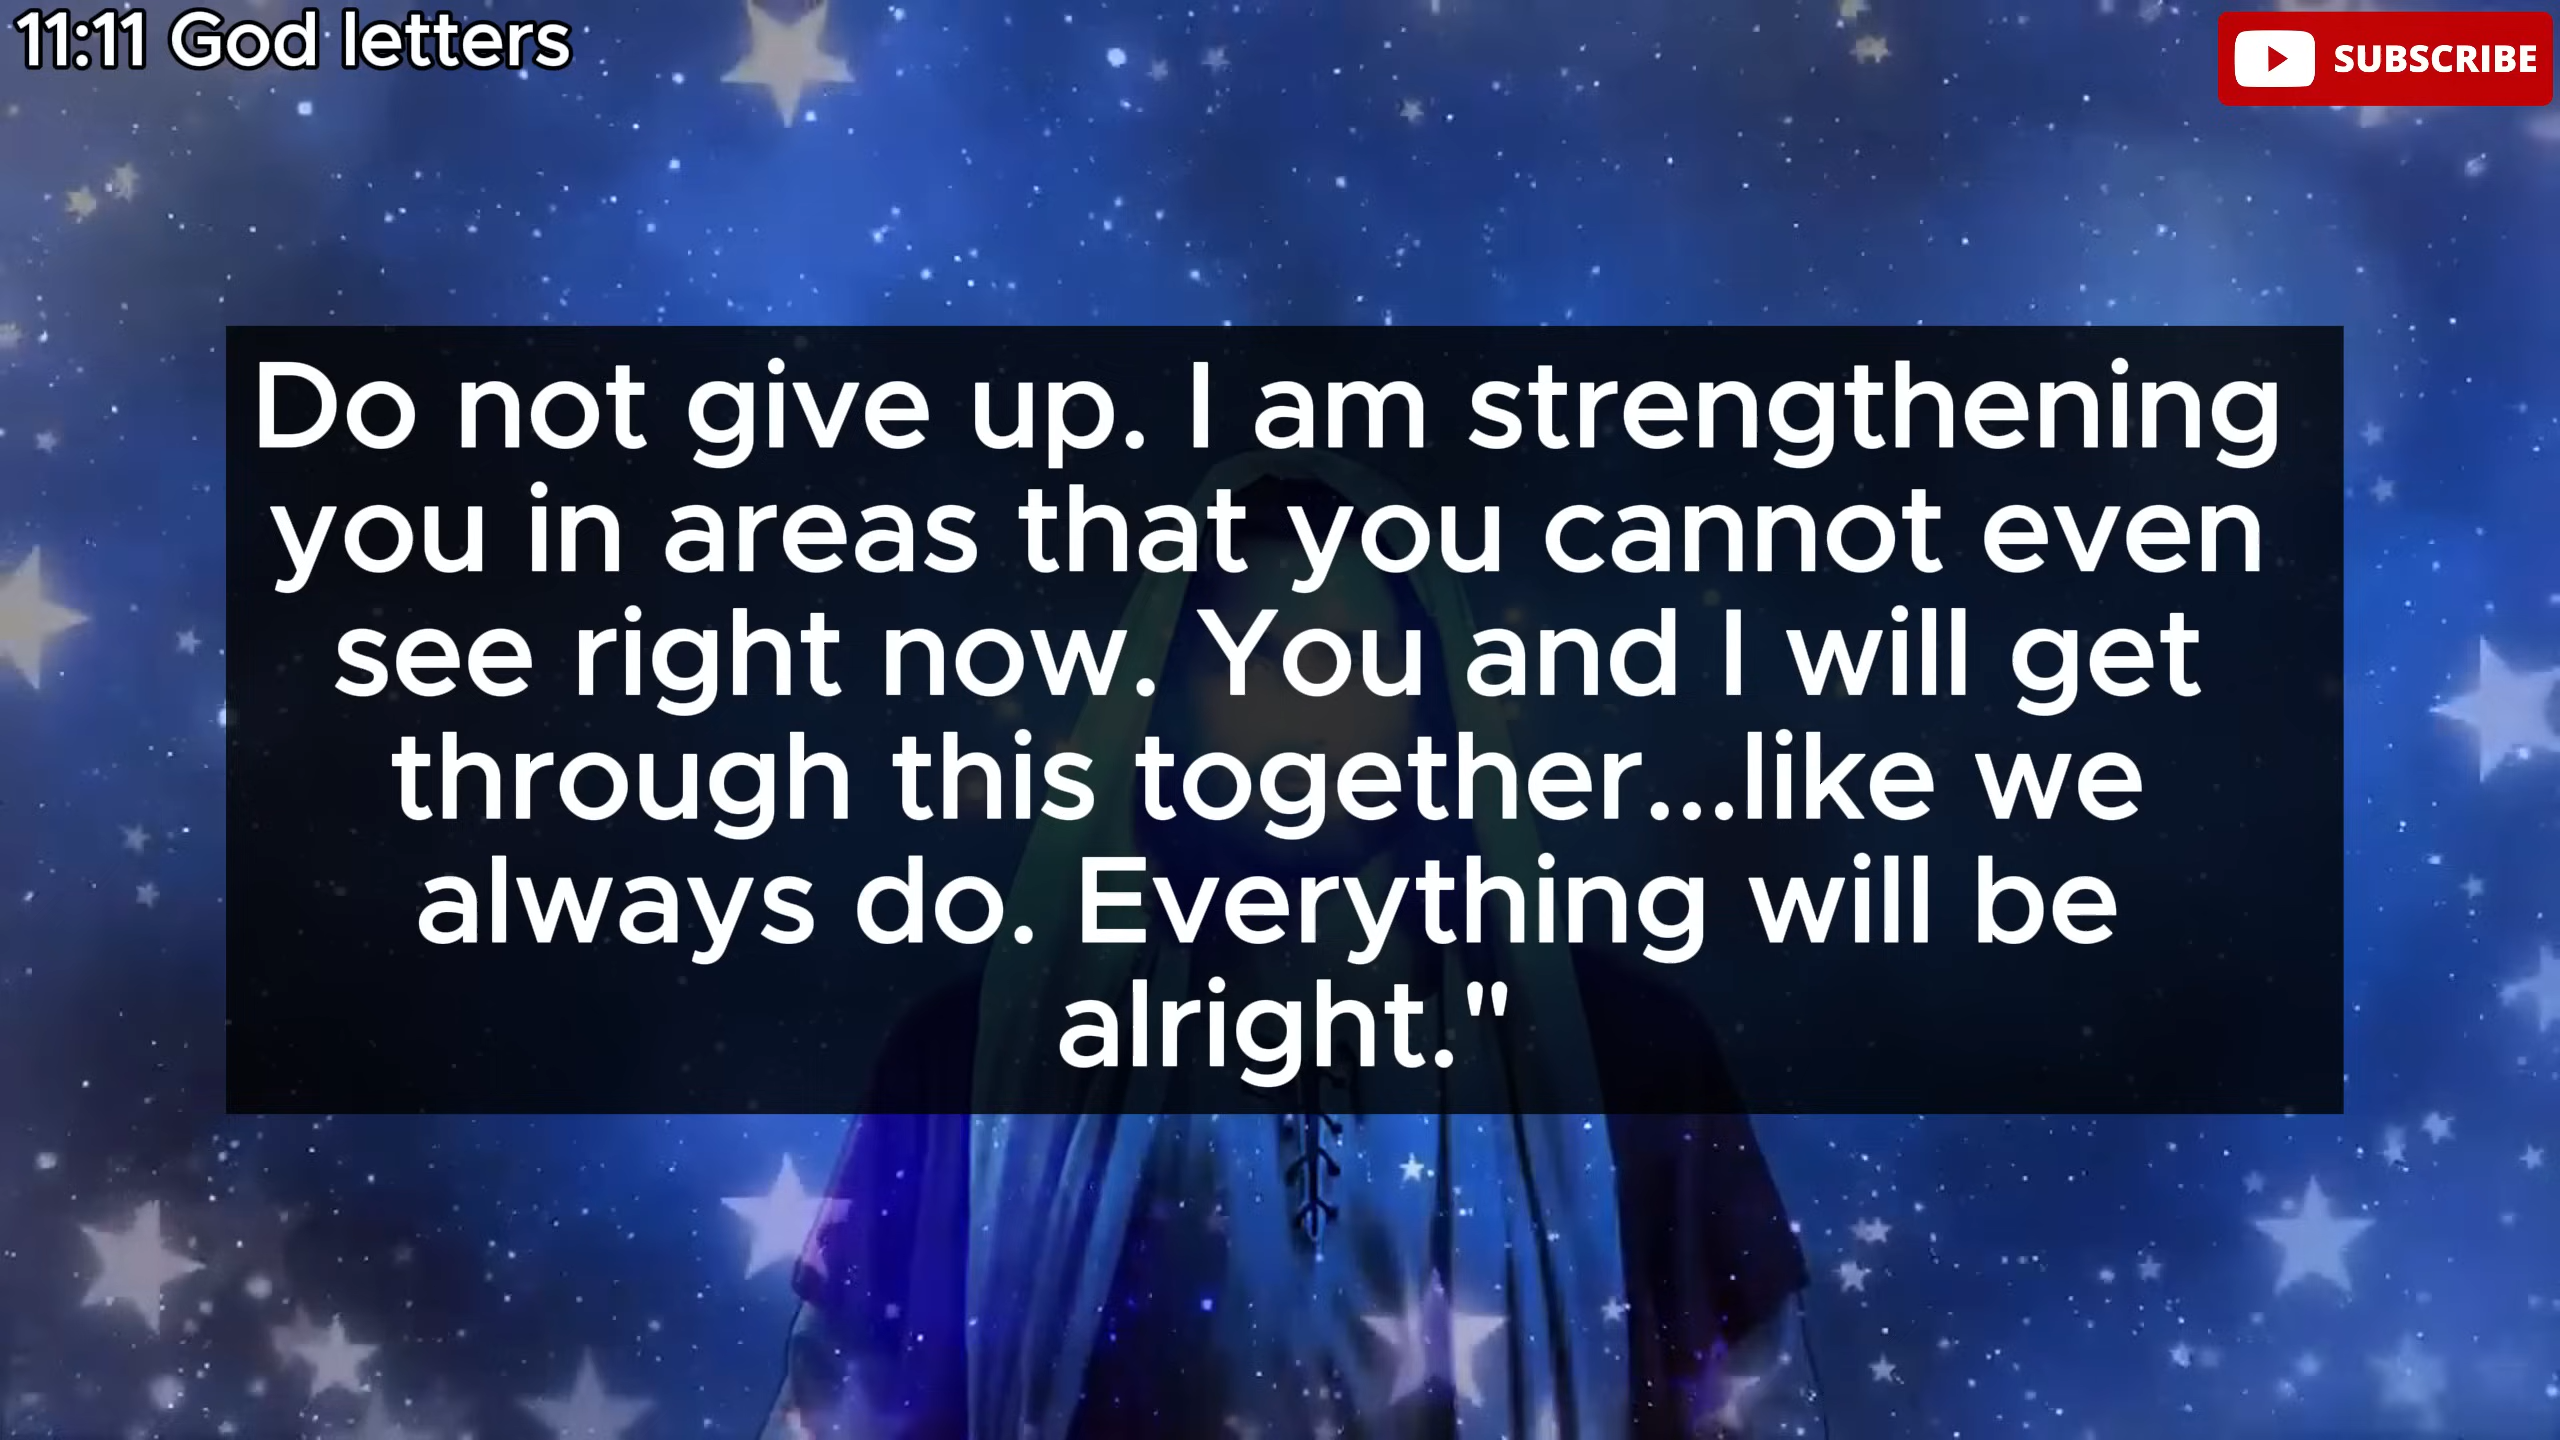 11:11 God letters
SUBSCRIBE
Do not give up. I am strengthening
you in areas that you cannot even
see right now. You and I will get
through this together...like we
always do. Everything will be
alright."